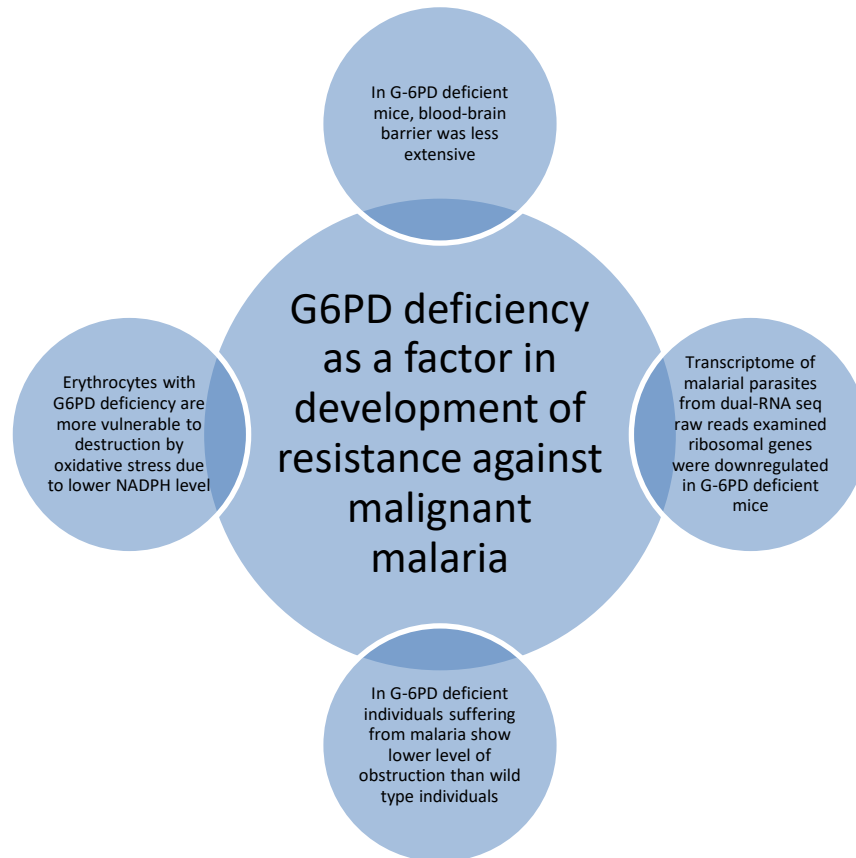 In G-6PD deficient
mice, blood-brain
barrier was less
extensive
G6PD deficiency
as a factor in
development of
resistance against
malignant
malaria
Erythrocytes with
G6PD deficiency are
more vulnerable to
destruction by
oxidative stress due
to lower NADPH level
Transcriptome of
malarial parasites
from dual-RNA seq
raw reads examined
ribosomal genes
were downregulated
in G-6PD deficient
mice
In G-6PD deficient
individuals suffering
from malaria show
lower level of
obstruction than wild
type individuals